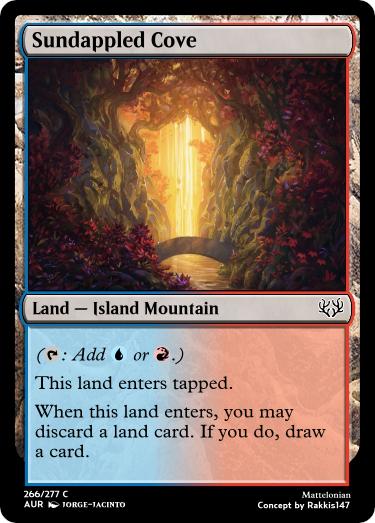 Sundappled Cove
Land — Island Mountain
(: Add or .)
This land enters tapped.
When this land enters, you may
discard a land card. If you do, draw
a card.
266/277 C
AUR JORGE-JACINTO
Mattelonian
Concept by Rakkis147